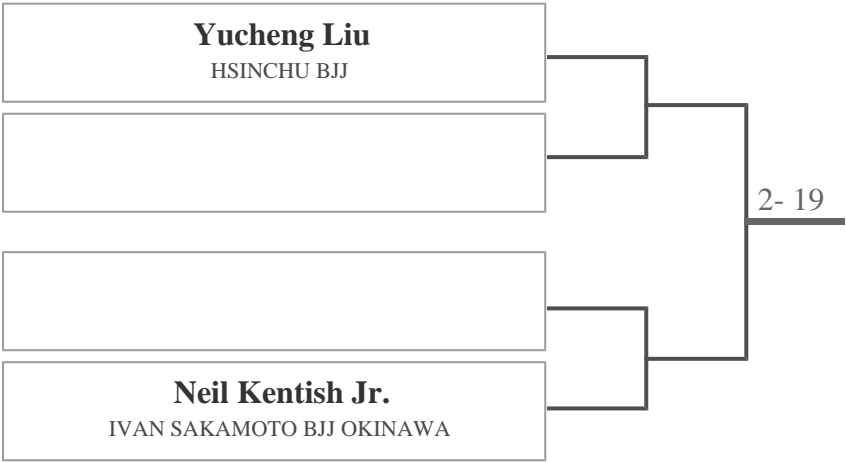 Yucheng Liu
HSINCHU BJJ
2- 19
Neil Kentish Jr.
IVAN SAKAMOTO BJJ OKINAWA